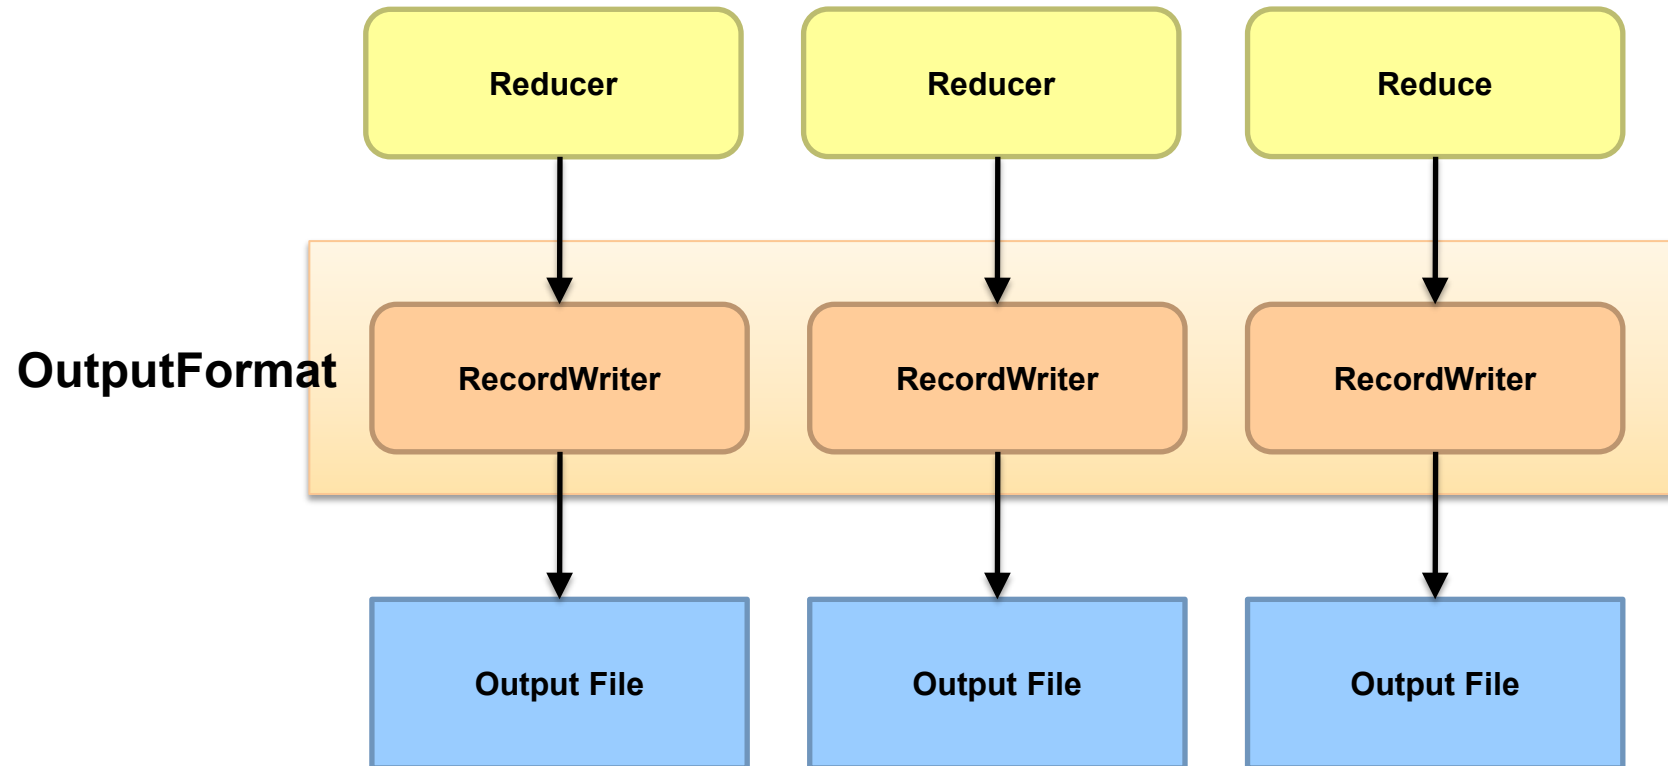 Reducer
Reducer
Reduce
OutputFormat
RecordWriter
RecordWriter
RecordWriter
Output File
Output File
Output File